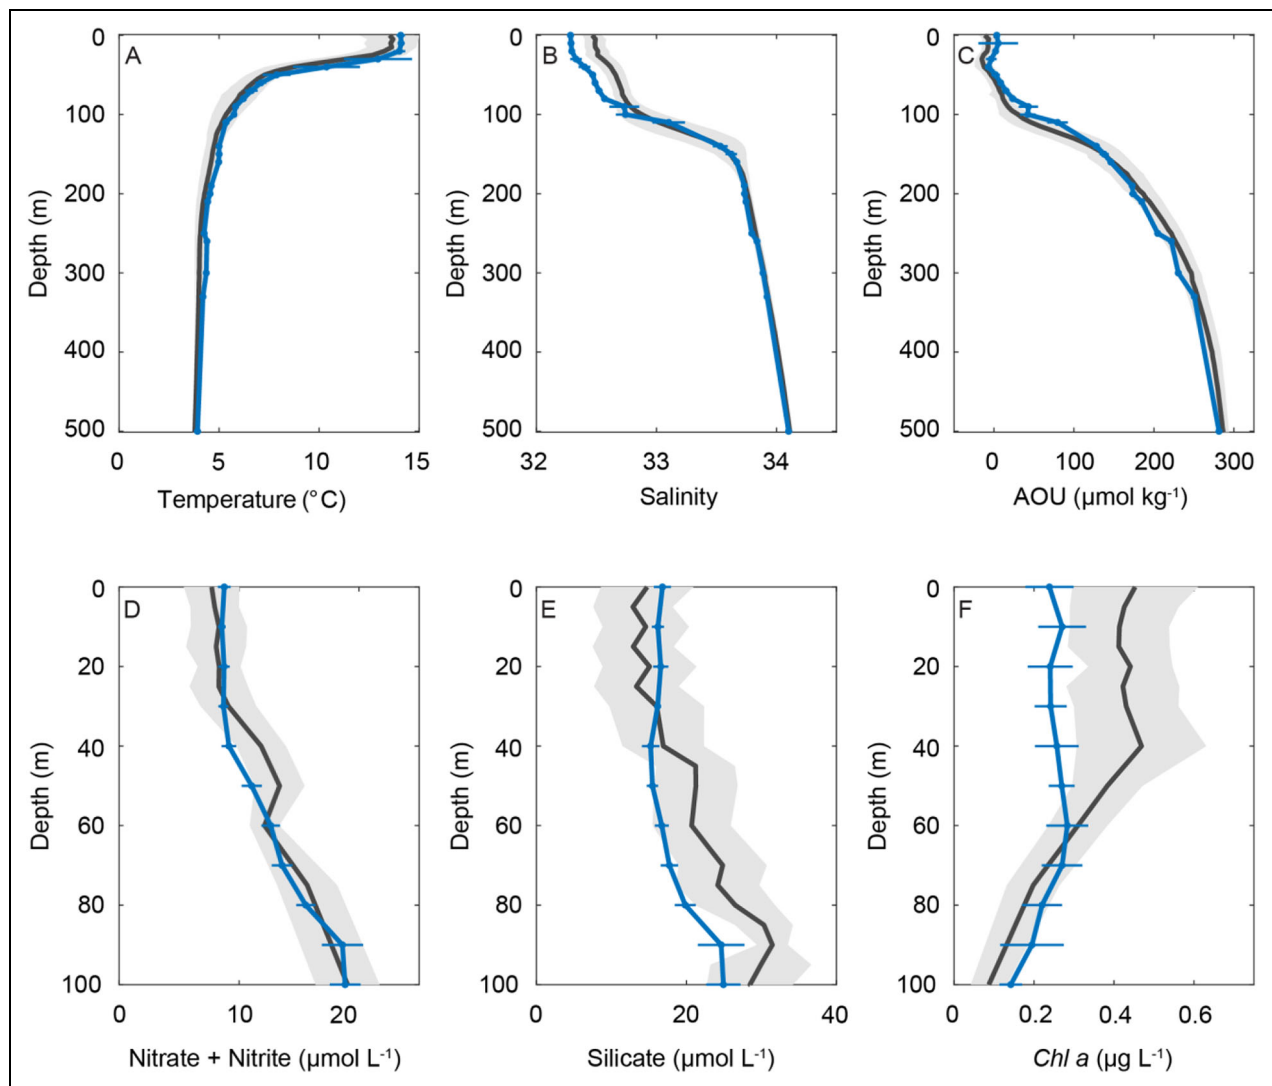 A
0
100
200
300
400
500
Depth (m)
0 5 10 15
Temperature (°C)
B
0
100
200
300
400
500
Depth (m)
32 33 34
Salinity
C
0
100
200
300
400
500
Depth (m)
0 100 200 300
AOU (µmol kg⁻¹)
D
0
20
40
60
80
100
Depth (m)
0 10 20
Nitrate + Nitrite (µmol L⁻¹)
E
0
20
40
60
80
100
Depth (m)
0 20 40
Silicate (µmol L⁻¹)
F
0
20
40
60
80
100
Depth (m)
0 0.2 0.4 0.6
Chl a (µg L⁻¹)